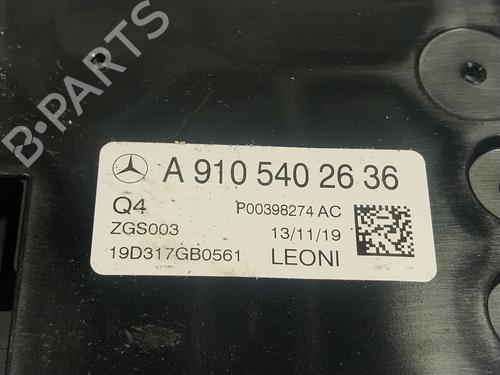 B-PARTS
A 910 540 26 36
Q4
P00398274 AC
ZGS003
13/11/19
19D317GB0561
LEONI